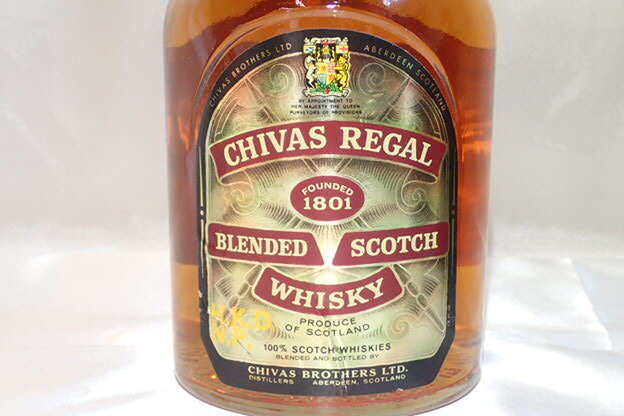 CHIVAS BROTHERS LTD ABERDEEN SCOTLAND
BY APPOINTMENT TO
HER MAJESTY THE QUEEN
PURVEYORS OF PROVISIONS
CHIVAS REGAL
FOUNDED
1801
BLENDED SCOTCH
WHISKY
PRODUCE
OF SCOTLAND
100% SCOTCH WHISKIES
BLENDED AND BOTTLED BY
CHIVAS BROTHERS LTD.
DISTILLERS ABERDEEN, SCOTLAND